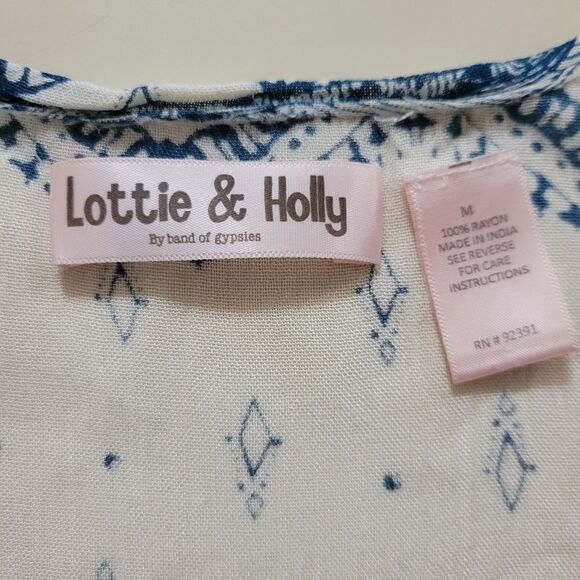 Lottie & Holly
By band of gypsies
M
100% RAYON
MADE IN INDIA
SEE REVERSE
FOR CARE
INSTRUCTIONS
RN # 92391